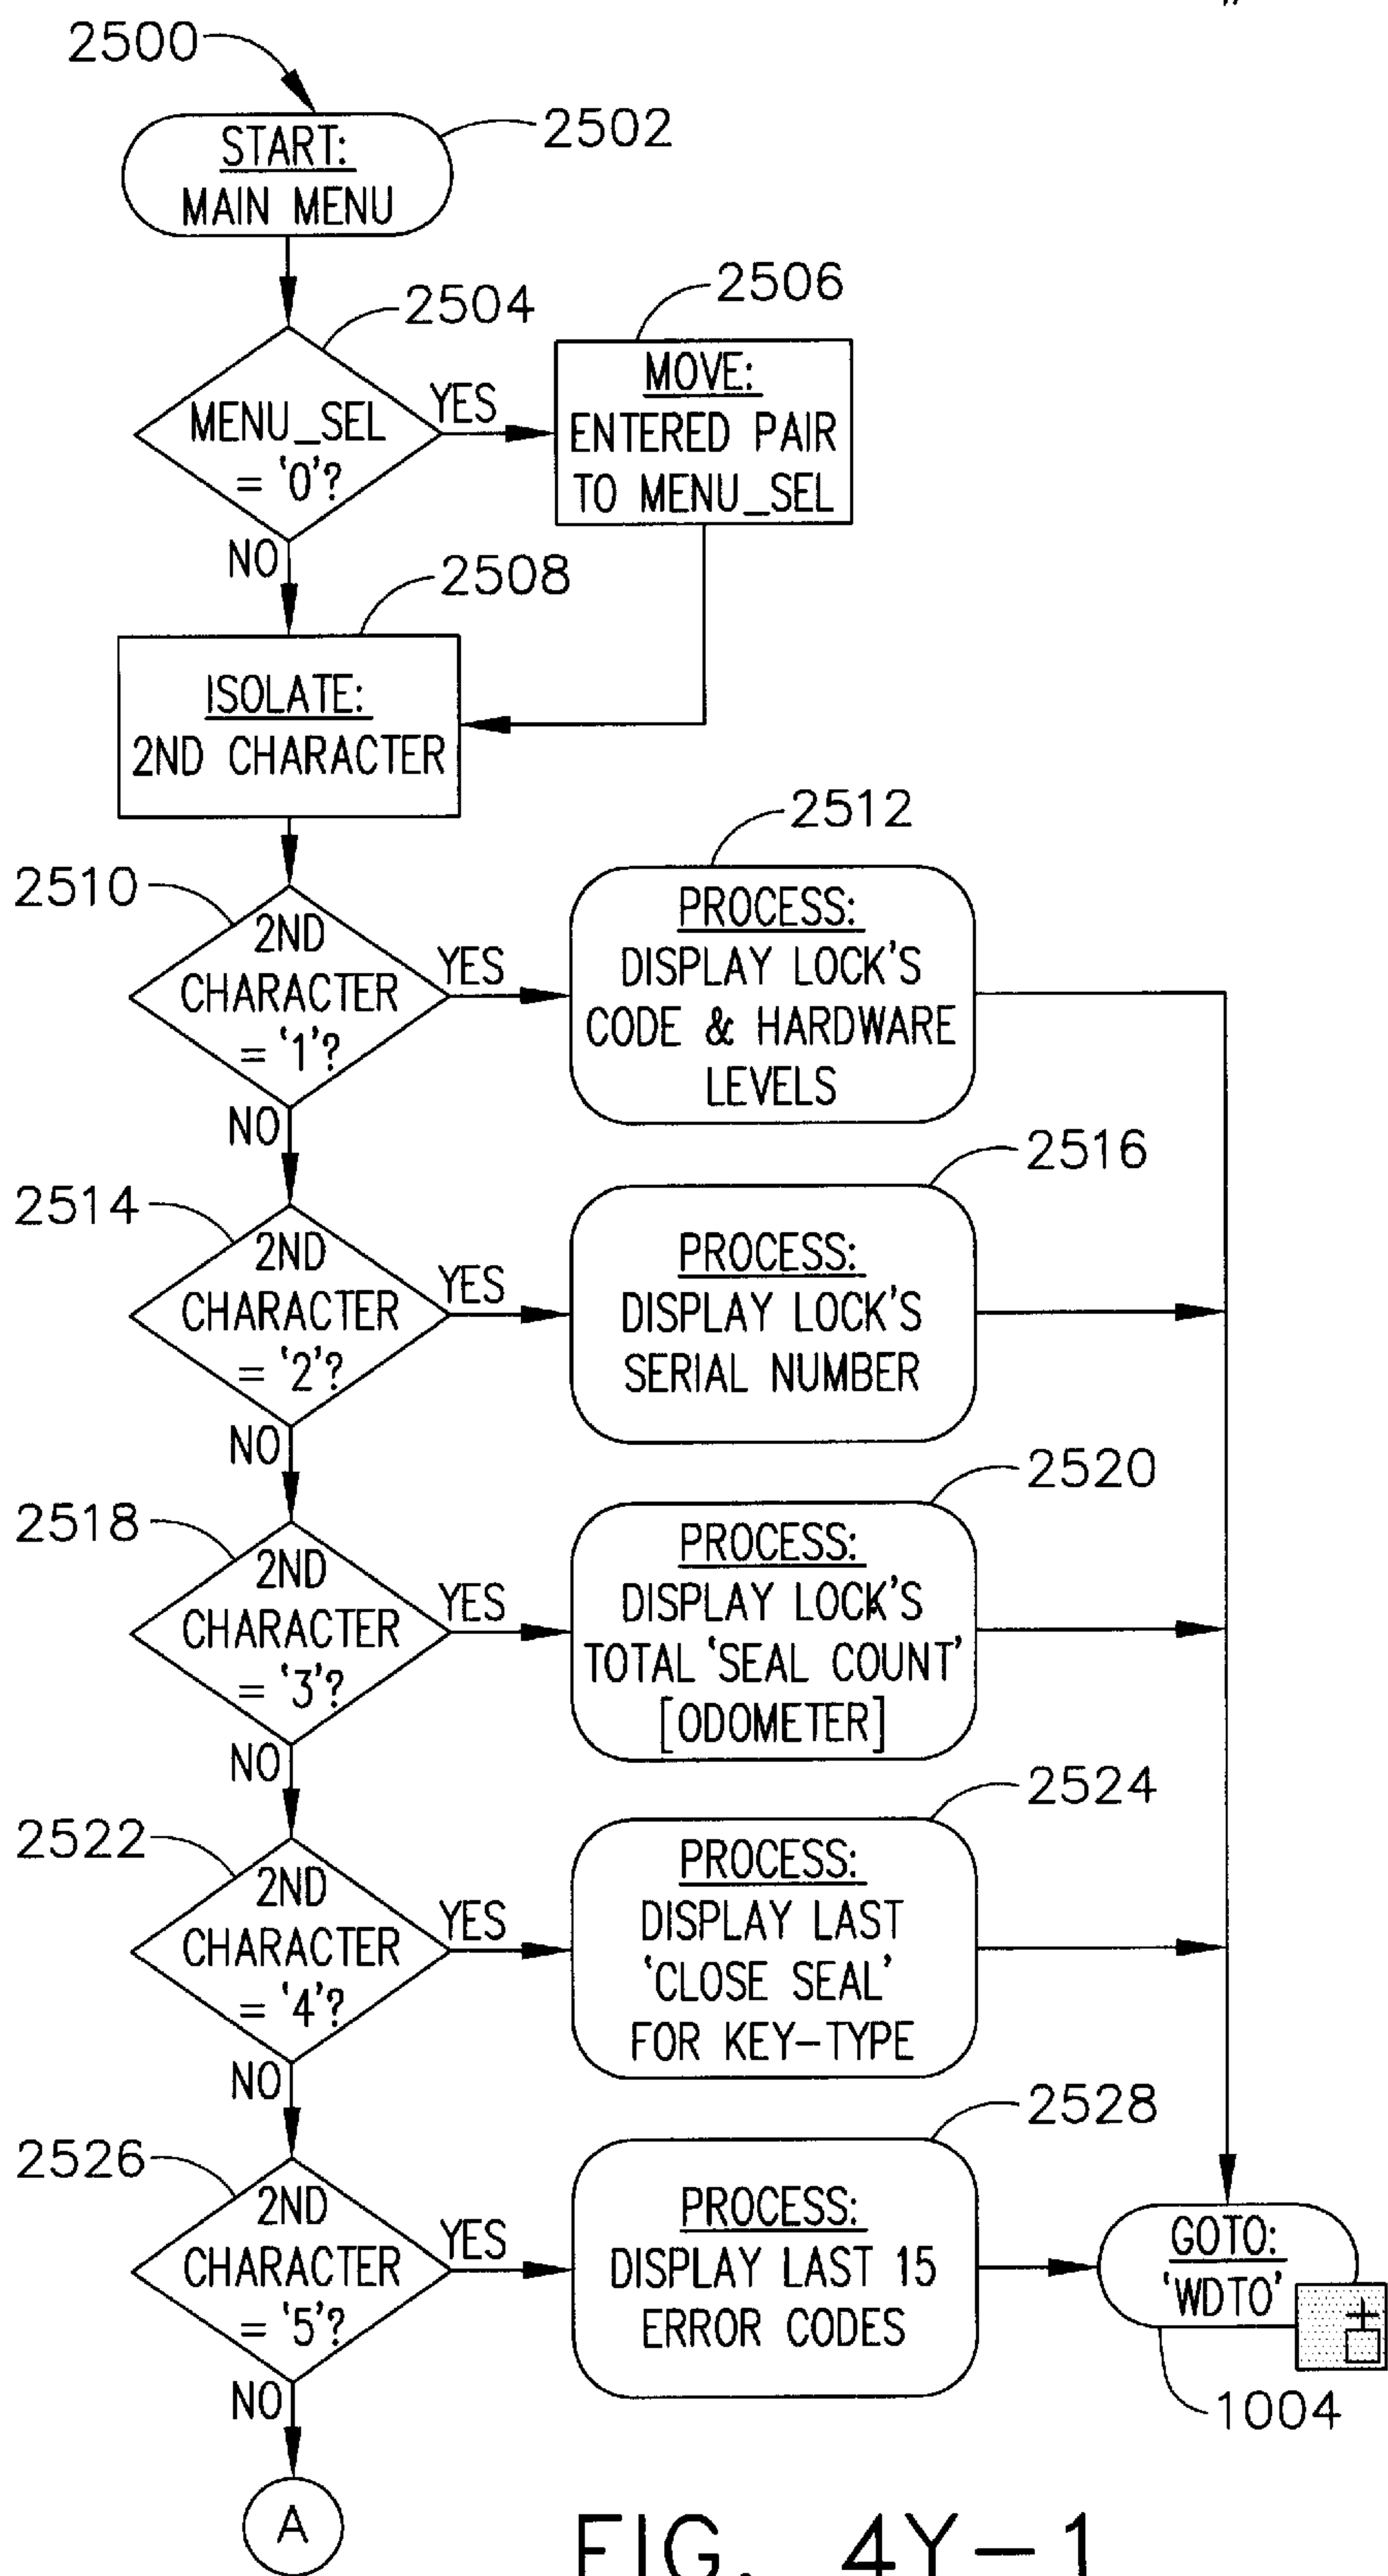 2500
2502
START:
MAIN MENU
2504
2506
MENU_SEL
= '0'?
YES
MOVE:
ENTERED PAIR
TO MENU_SEL
NO
2508
ISOLATE:
2ND CHARACTER
2510
2512
2ND
CHARACTER
= '1'?
YES
PROCESS:
DISPLAY LOCK'S
CODE & HARDWARE
LEVELS
NO
2514
2516
2ND
CHARACTER
= '2'?
YES
PROCESS:
DISPLAY LOCK'S
SERIAL NUMBER
NO
2518
2520
2ND
CHARACTER
= '3'?
YES
PROCESS:
DISPLAY LOCK'S
TOTAL 'SEAL COUNT'
[ODOMETER]
NO
2522
2524
2ND
CHARACTER
= '4'?
YES
PROCESS:
DISPLAY LAST
'CLOSE SEAL'
FOR KEY-TYPE
NO
2526
2528
2ND
CHARACTER
= '5'?
YES
PROCESS:
DISPLAY LAST 15
ERROR CODES
GOTO:
'WDTO'
1004
NO
A
FIG. 4Y-1